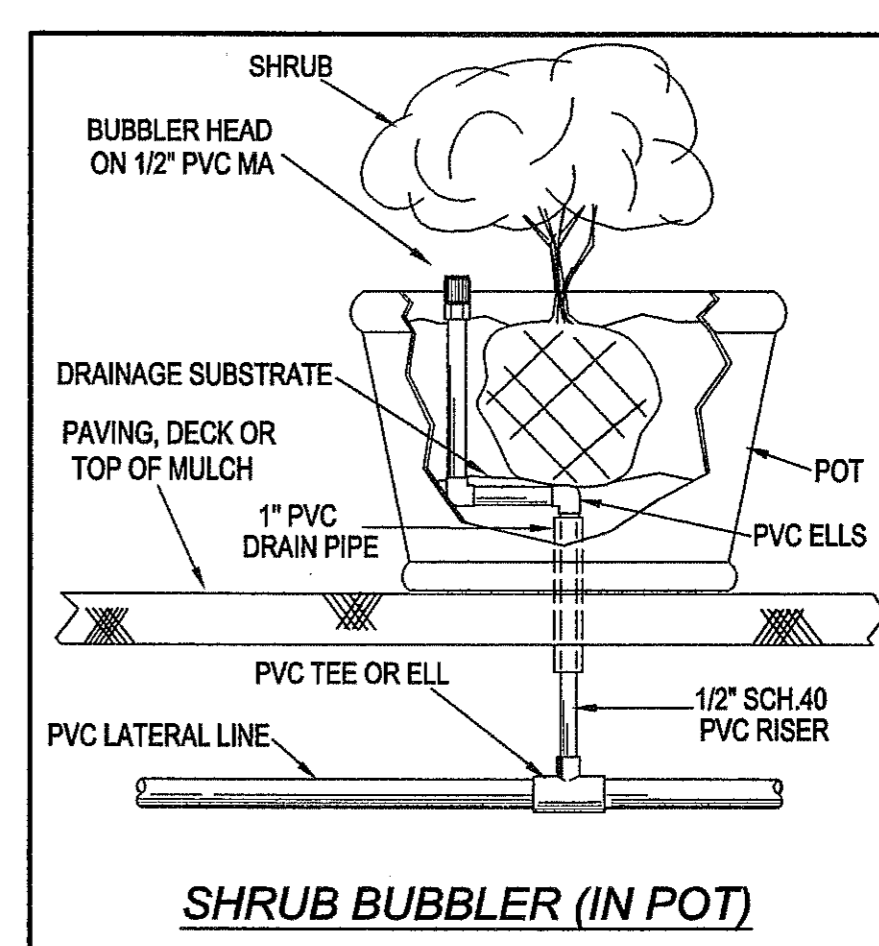 SHRUB
BUBBLER HEAD
ON 1/2" PVC MA
DRAINAGE SUBSTRATE
PAVING, DECK OR
TOP OF MULCH
POT
1" PVC
DRAIN PIPE
PVC ELLS
PVC TEE OR ELL
1/2" SCH.40
PVC RISER
PVC LATERAL LINE
SHRUB BUBBLER (IN POT)